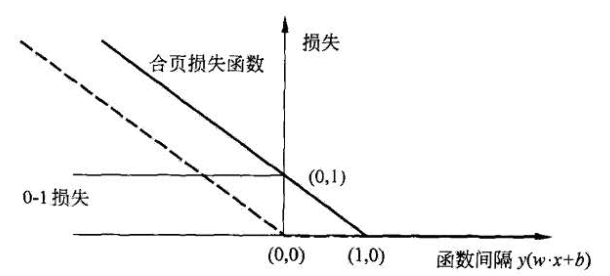 损失
合页损失函数
(0,1)
0-1 损失
(0,0)
(1,0)
函数间隔 y(w·x+b)